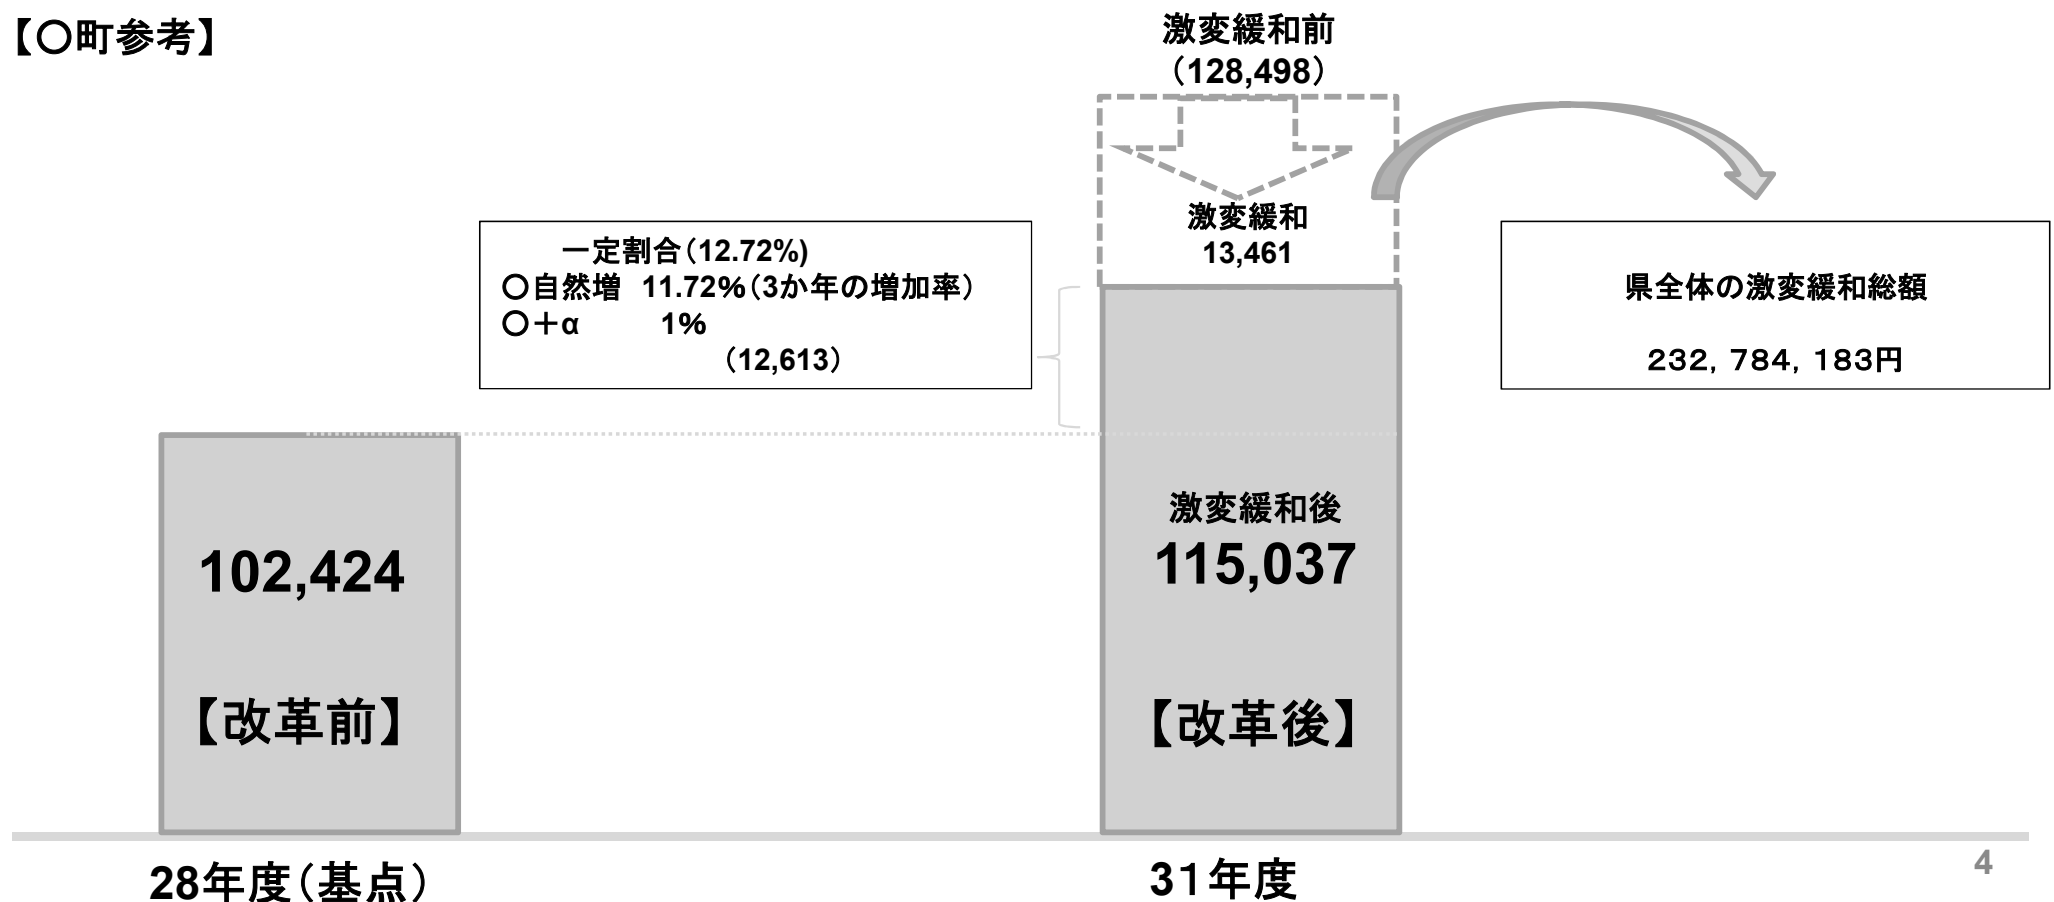 【〇町参考】
激変緩和前
（128,498）
激変緩和
13,461
一定割合（12.72%)
〇自然増　11.72%（3か年の増加率）
〇＋α　　　1%
（12,613）
県全体の激変緩和総額
２３２，７８４，１８３円
102,424
【改革前】
激変緩和後
115,037
【改革後】
28年度（基点）
31年度
4